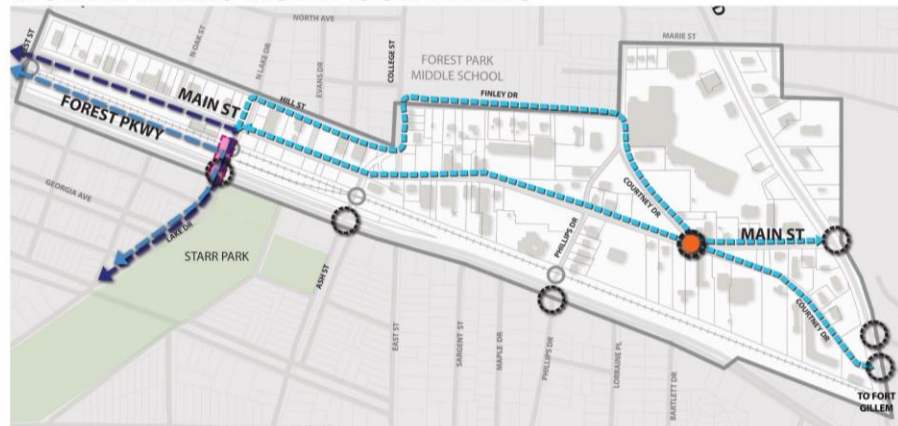 NORTH AVE
MARIE ST
N OAK ST
N LAKE DR
EVANS DR
COLLEGE ST
FOREST PARK
MIDDLE SCHOOL
MAIN ST
HILL ST
FINLEY DR
FOREST PKWY
GEORGIA AVE
LAKE DR
STARR PARK
ASH ST
PHILLIPS DR
COURTNEY DR
MAIN ST
COURTNEY DR
EAST ST
SARGENT ST
MAPLE DR
PHILLIPS DR
LORRAINE PL
BARTLETT DR
TO FORT
GILLEM